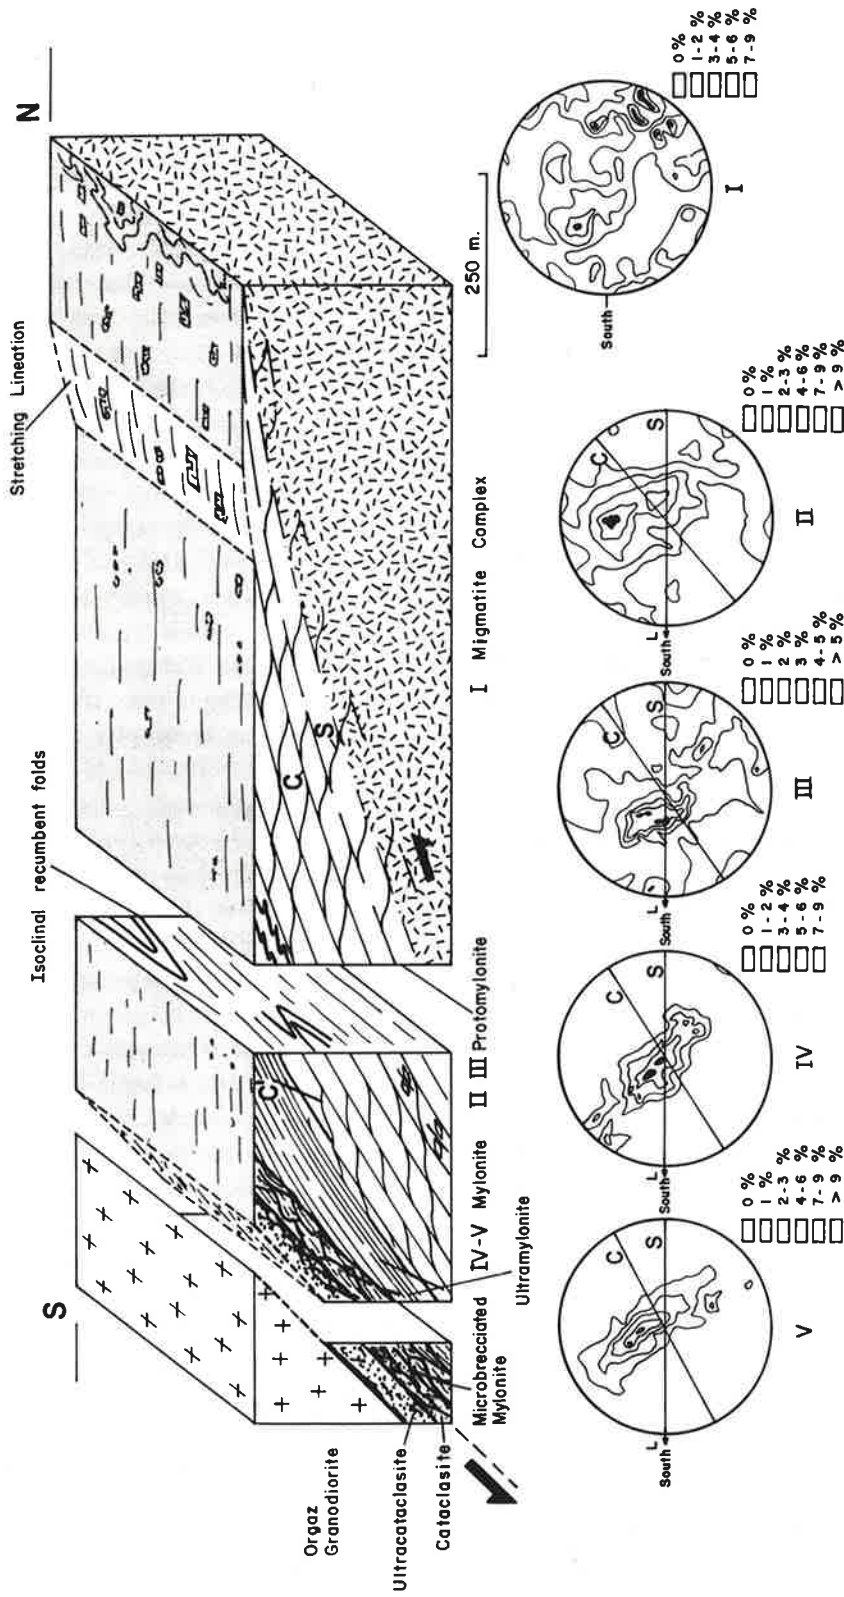 S
N
Stretching Lineation
Isoclinal recumbent folds
C
S
C'
Orgaz
Granodiorite
Ultracataclasite
Cataclasite
Microbrecciated
Mylonite
Ultramylonite
IV-V Mylonite
II III Protomylonite
I Migmatite Complex
250 m.
South L
C
S
V
0 %
1 %
2-3 %
4-6 %
7-9 %
> 9 %
South L
C
S
IV
0 %
1-2 %
3-4 %
5-6 %
7-9 %
South L
C
S
III
0 %
1 %
2 %
3 %
4-5 %
> 5 %
South L
C
S
II
0 %
1 %
2-3 %
4-6 %
7-9 %
> 9 %
South
I
0 %
1-2 %
3-4 %
5-6 %
7-9 %